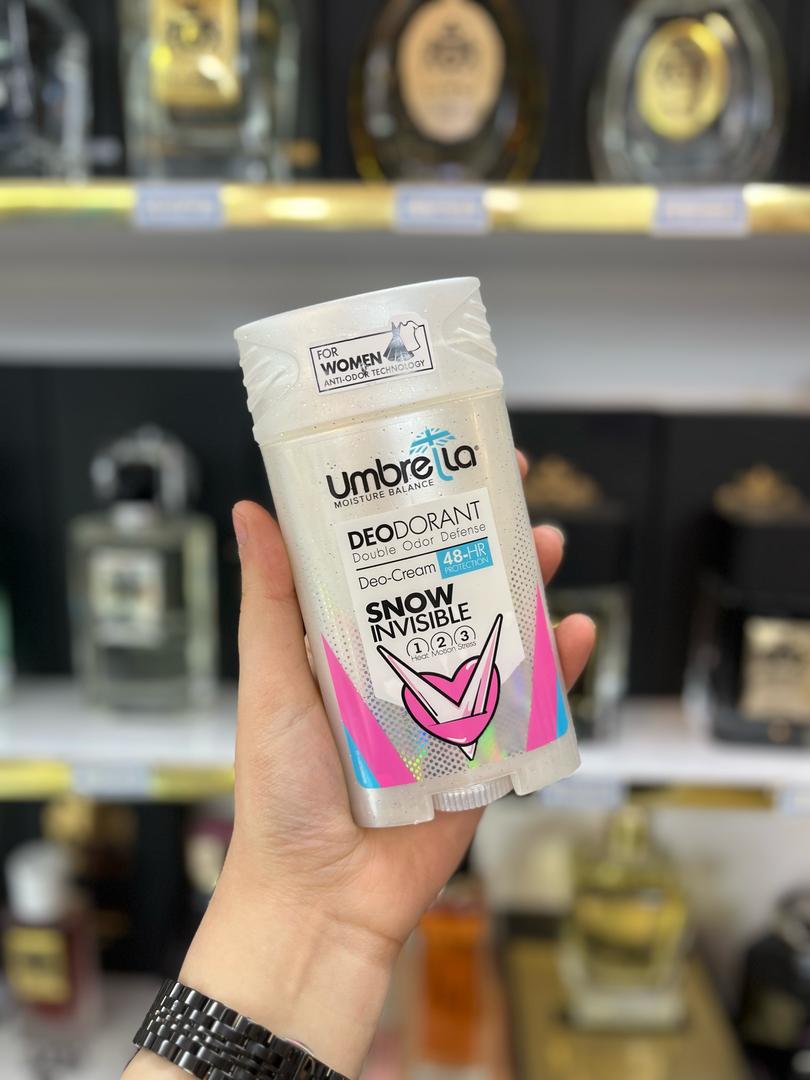 FOR
WOMEN
ANTI-ODOR TECHNOLOGY
Umbrella®
MOISTURE BALANCE
DEODORANT
Double Odor Defense
Deo-Cream 48-HR
PROTECTION
SNOW
INVISIBLE
1 2 3
Heat Motion Stress